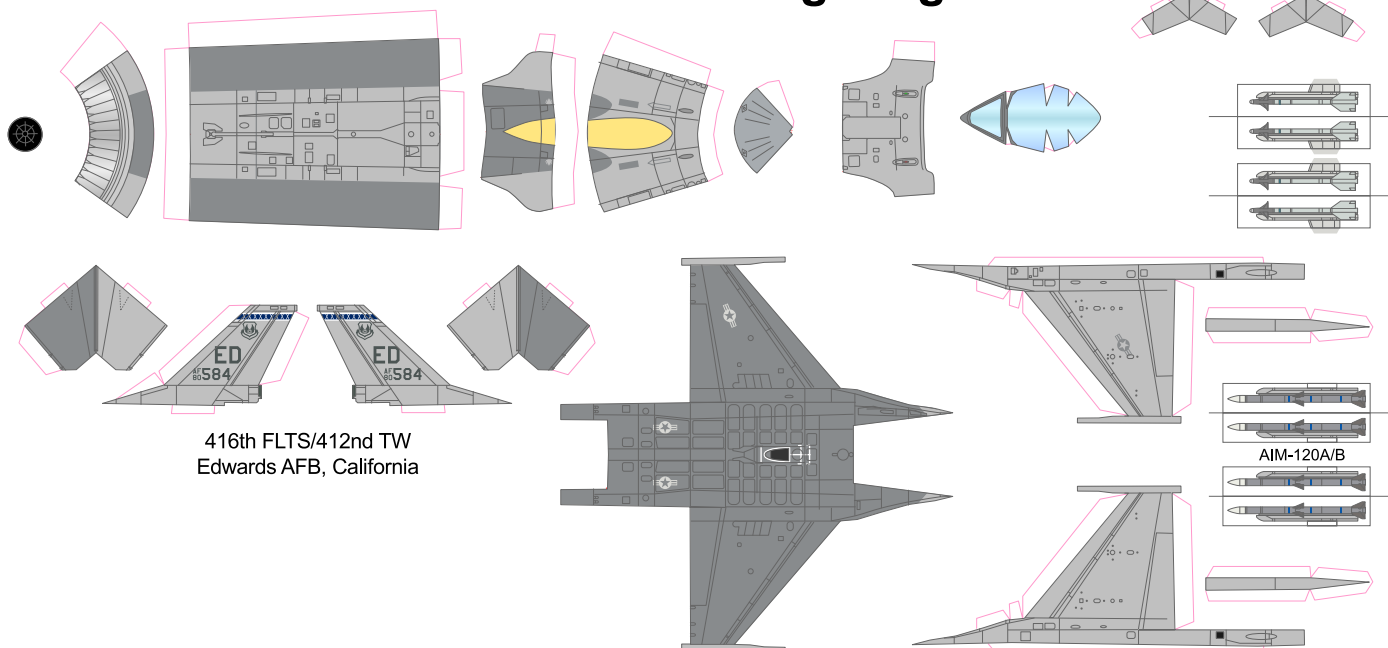 ED
AF
80 584
ED
AF
80 584
416th FLTS/412nd TW
Edwards AFB, California
AIM-120A/B